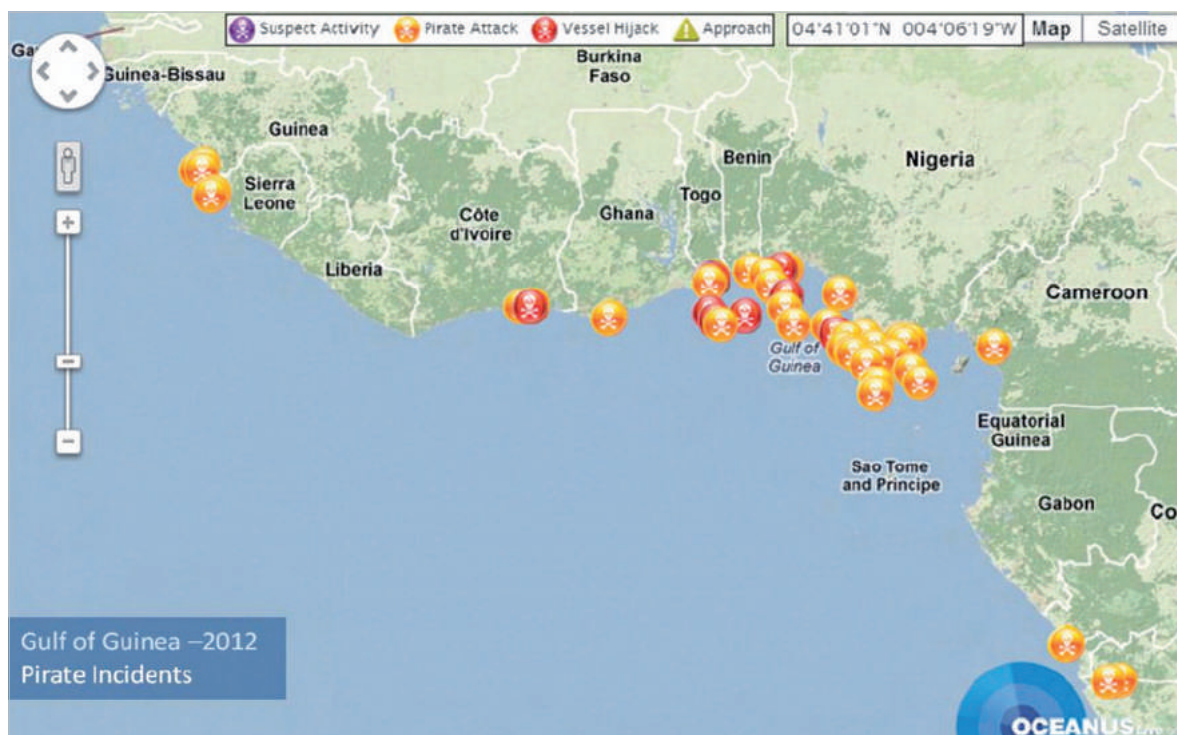 Suspect Activity Pirate Attack Vessel Hijack Approach 04°41'01"N 004°06'19"W Map Satellite
Burkina
Faso
Guinea-Bissau
Guinea
Benin
Nigeria
Sierra
Leone
Togo
Côte
d'Ivoire
Ghana
Liberia
Cameroon
Gulf of
Guinea
Equatorial
Guinea
Sao Tome
and Principe
Gabon
Co
Gulf of Guinea –2012
Pirate Incidents
OCEANUS